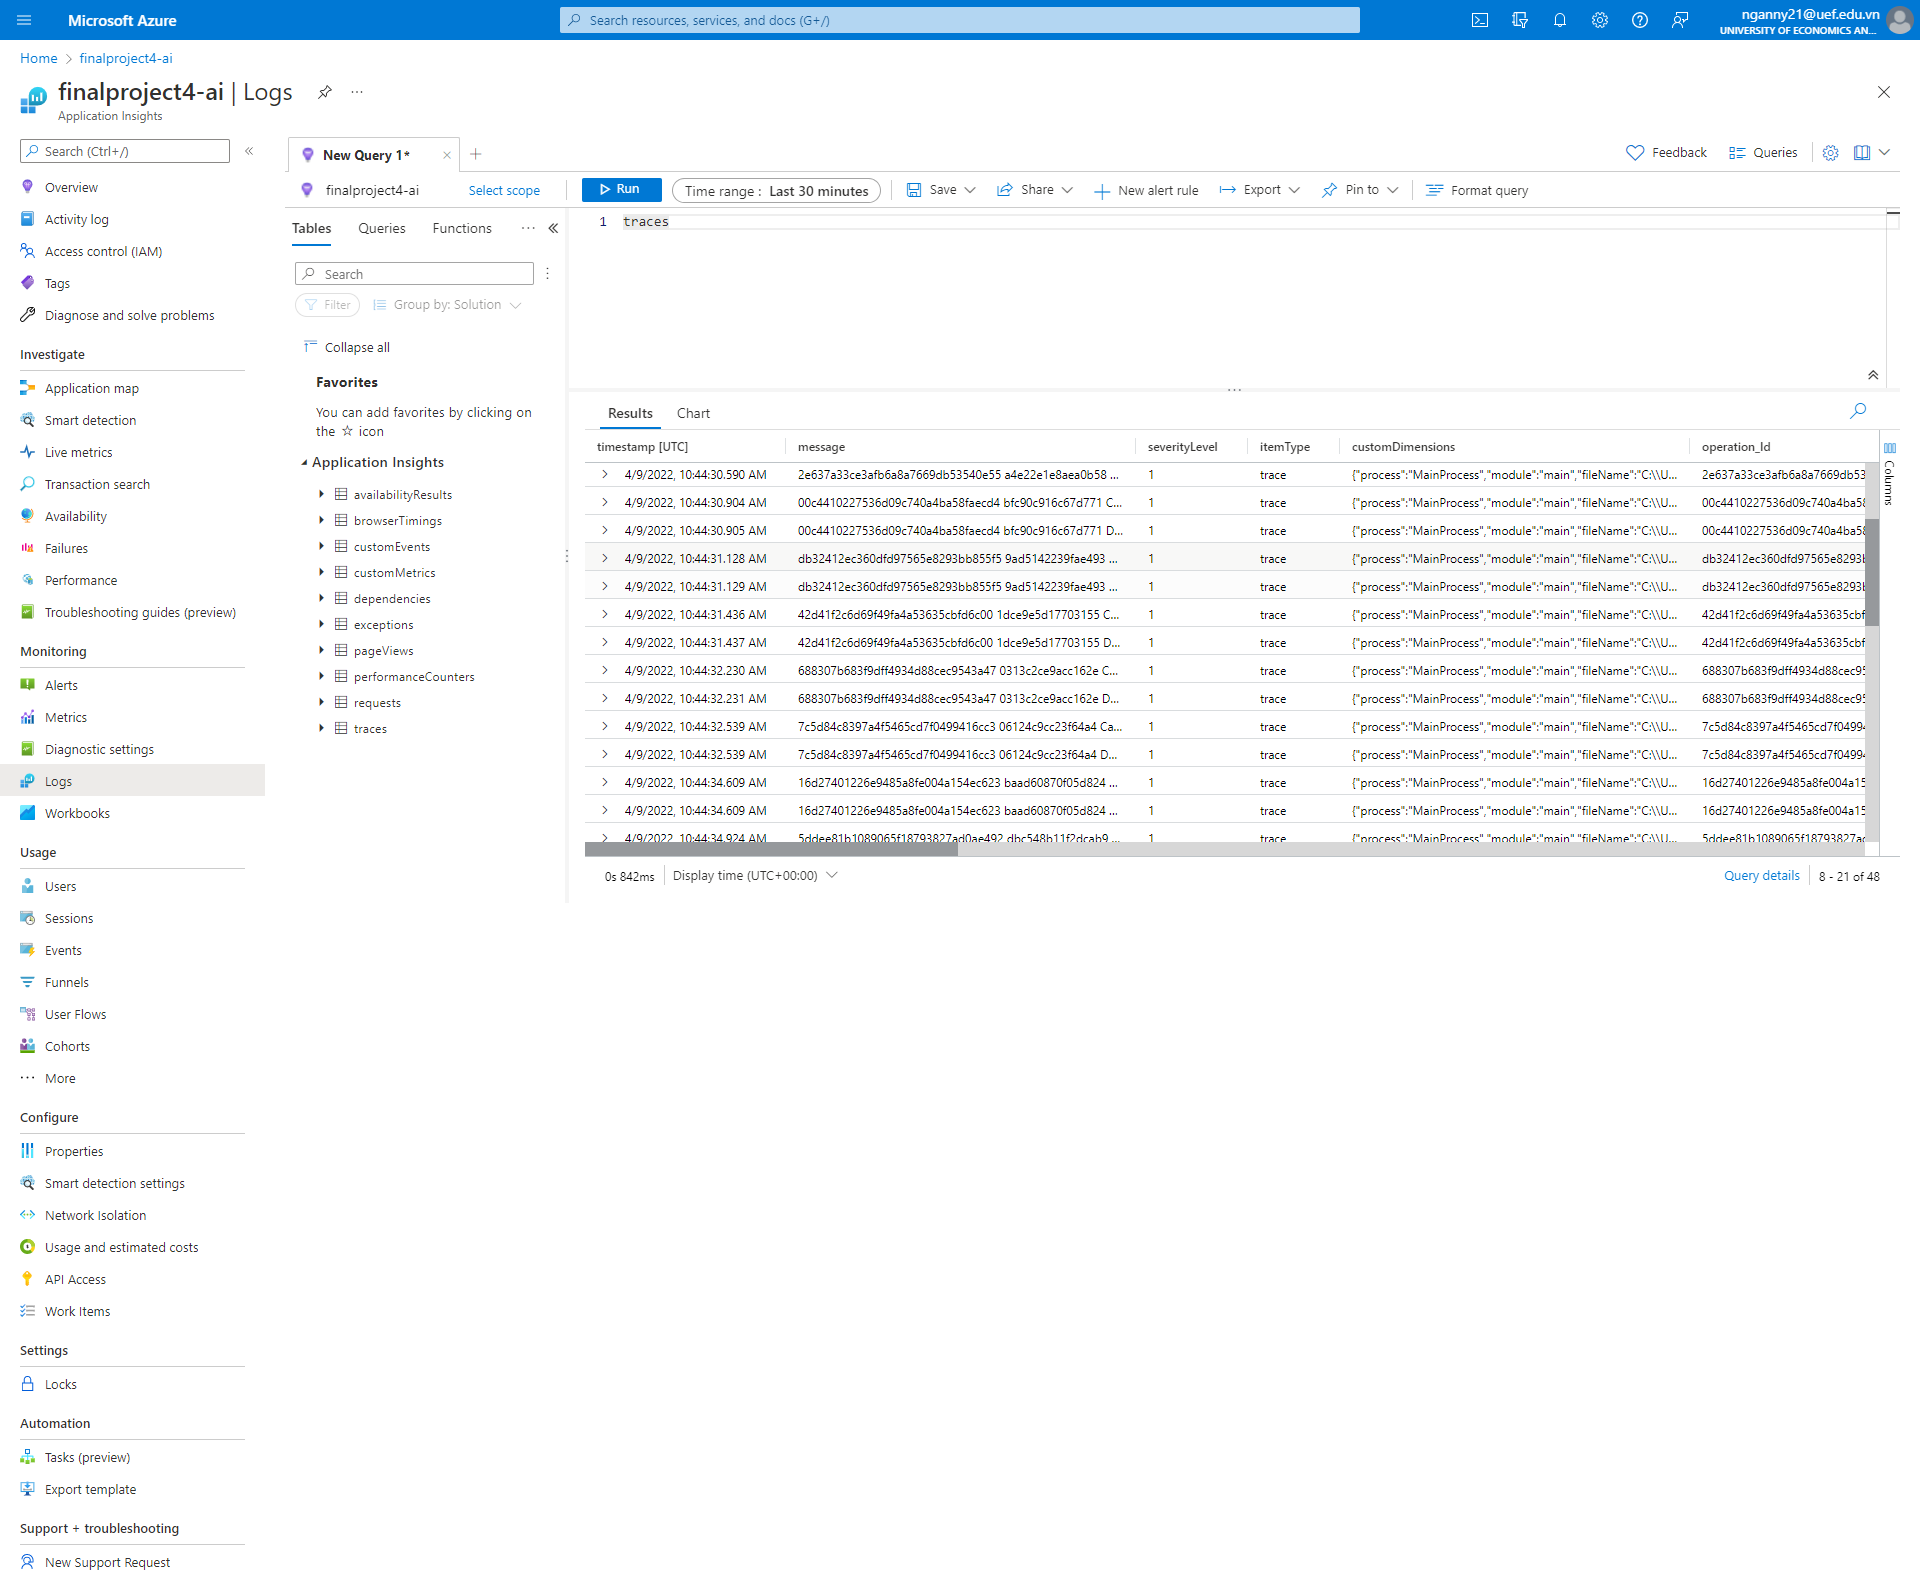 Microsoft Azure
Search resources, services, and docs (G+/)
nganny21@uef.edu.vn
UNIVERSITY OF ECONOMICS AN...
Home > finalproject4-ai
finalproject4-ai | Logs
Application Insights
Search (Ctrl+/)
Overview
Activity log
Access control (IAM)
Tags
Diagnose and solve problems
Investigate
Application map
Smart detection
Live metrics
Transaction search
Availability
Failures
Performance
Troubleshooting guides (preview)
Monitoring
Alerts
Metrics
Diagnostic settings
Logs
Workbooks
Usage
Users
Sessions
Events
Funnels
User Flows
Cohorts
More
Configure
Properties
Smart detection settings
Network Isolation
Usage and estimated costs
API Access
Work Items
Settings
Locks
Automation
Tasks (preview)
Export template
Support + troubleshooting
New Support Request
New Query 1*
Feedback
Queries
finalproject4-ai
Select scope
Run
Time range : Last 30 minutes
Save
Share
New alert rule
Export
Pin to
Format query
Tables
Queries
Functions
Search
Filter
Group by: Solution
Collapse all
Favorites
You can add favorites by clicking on
the ☆ icon
Application Insights
availabilityResults
browserTimings
customEvents
customMetrics
dependencies
exceptions
pageViews
performanceCounters
requests
traces
1 traces
Results
Chart
timestamp [UTC] message severityLevel itemType customDimensions operation_Id
4/9/2022, 10:44:30.590 AM 2e637a33ce3afb6a8a7669db53540e55 a4e22e1e8aea0b58 ... 1 trace {"process":"MainProcess","module":"main","fileName":"C:\\U... 2e637a33ce3afb6a8a7669db53
4/9/2022, 10:44:30.904 AM 00c4410227536d09c740a4ba58faecd4 bfc90c916c67d771 C... 1 trace {"process":"MainProcess","module":"main","fileName":"C:\\U... 00c4410227536d09c740a4ba58
4/9/2022, 10:44:30.905 AM 00c4410227536d09c740a4ba58faecd4 bfc90c916c67d771 D... 1 trace {"process":"MainProcess","module":"main","fileName":"C:\\U... 00c4410227536d09c740a4ba58
4/9/2022, 10:44:31.128 AM db32412ec360dfd97565e8293bb855f5 9ad5142239fae493 ... 1 trace {"process":"MainProcess","module":"main","fileName":"C:\\U... db32412ec360dfd97565e8293b
4/9/2022, 10:44:31.129 AM db32412ec360dfd97565e8293bb855f5 9ad5142239fae493 ... 1 trace {"process":"MainProcess","module":"main","fileName":"C:\\U... db32412ec360dfd97565e8293b
4/9/2022, 10:44:31.436 AM 42d41f2c6d69f49fa4a53635cbfd6c00 1dce9e5d17703155 C... 1 trace {"process":"MainProcess","module":"main","fileName":"C:\\U... 42d41f2c6d69f49fa4a53635cbf
4/9/2022, 10:44:31.437 AM 42d41f2c6d69f49fa4a53635cbfd6c00 1dce9e5d17703155 D... 1 trace {"process":"MainProcess","module":"main","fileName":"C:\\U... 42d41f2c6d69f49fa4a53635cbf
4/9/2022, 10:44:32.230 AM 688307b683f9dff4934d88cec9543a47 0313c2ce9acc162e C... 1 trace {"process":"MainProcess","module":"main","fileName":"C:\\U... 688307b683f9dff4934d88cec95
4/9/2022, 10:44:32.231 AM 688307b683f9dff4934d88cec9543a47 0313c2ce9acc162e D... 1 trace {"process":"MainProcess","module":"main","fileName":"C:\\U... 688307b683f9dff4934d88cec95
4/9/2022, 10:44:32.539 AM 7c5d84c8397a4f5465cd7f0499416cc3 06124c9cc23f64a4 Ca... 1 trace {"process":"MainProcess","module":"main","fileName":"C:\\U... 7c5d84c8397a4f5465cd7f04994
4/9/2022, 10:44:32.539 AM 7c5d84c8397a4f5465cd7f0499416cc3 06124c9cc23f64a4 D... 1 trace {"process":"MainProcess","module":"main","fileName":"C:\\U... 7c5d84c8397a4f5465cd7f04994
4/9/2022, 10:44:34.609 AM 16d27401226e9485a8fe004a154ec623 baad60870f05d824 ... 1 trace {"process":"MainProcess","module":"main","fileName":"C:\\U... 16d27401226e9485a8fe004a15
4/9/2022, 10:44:34.609 AM 16d27401226e9485a8fe004a154ec623 baad60870f05d824 ... 1 trace {"process":"MainProcess","module":"main","fileName":"C:\\U... 16d27401226e9485a8fe004a15
4/9/2022, 10:44:34.924 AM 5ddee81b1089065f18793827ad0ae492 dbc548b11f2dcab9 ... 1 trace {"process":"MainProcess","module":"main","fileName":"C:\\U... 5ddee81b1089065f18793827ad
Columns
0s 842ms
Display time (UTC+00:00)
Query details
8 - 21 of 48